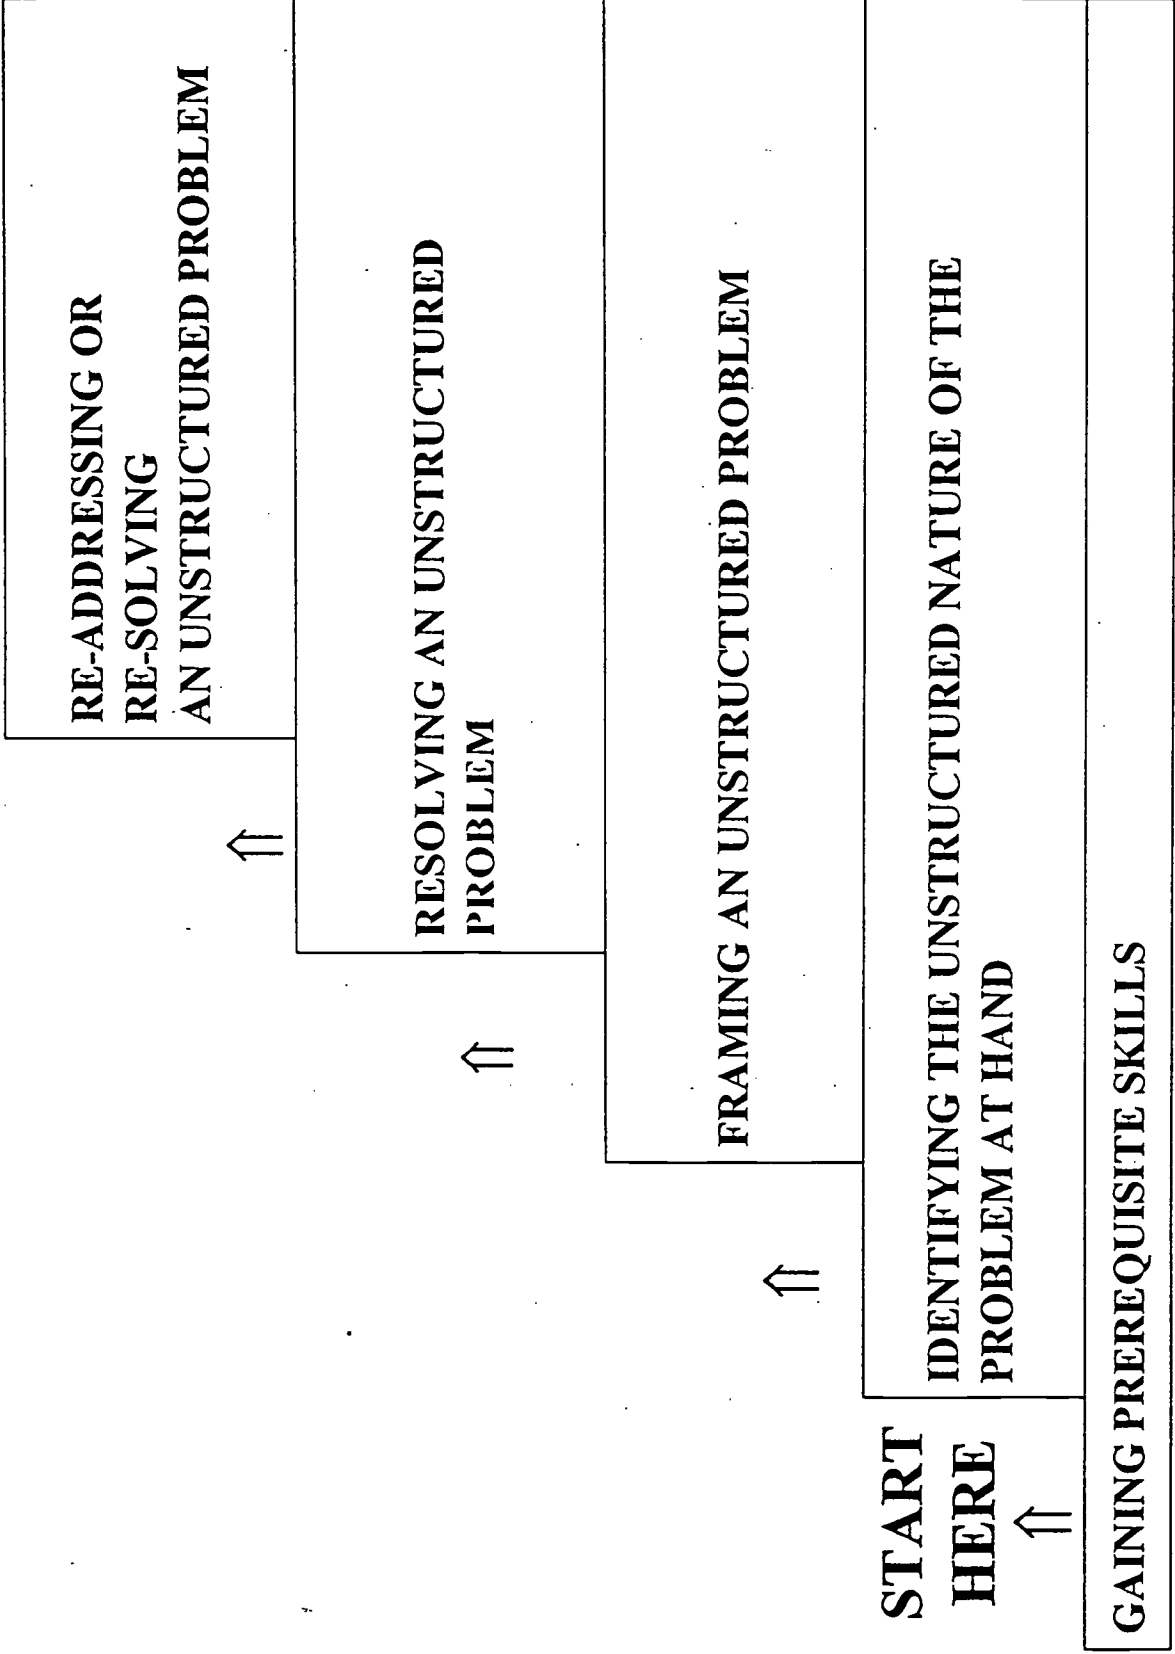 RE-ADDRESSING OR
RE-SOLVING
AN UNSTRUCTURED PROBLEM
RESOLVING AN UNSTRUCTURED
PROBLEM
FRAMING AN UNSTRUCTURED PROBLEM
IDENTIFYING THE UNSTRUCTURED NATURE OF THE
PROBLEM AT HAND
START
HERE
GAINING PREREQUISITE SKILLS